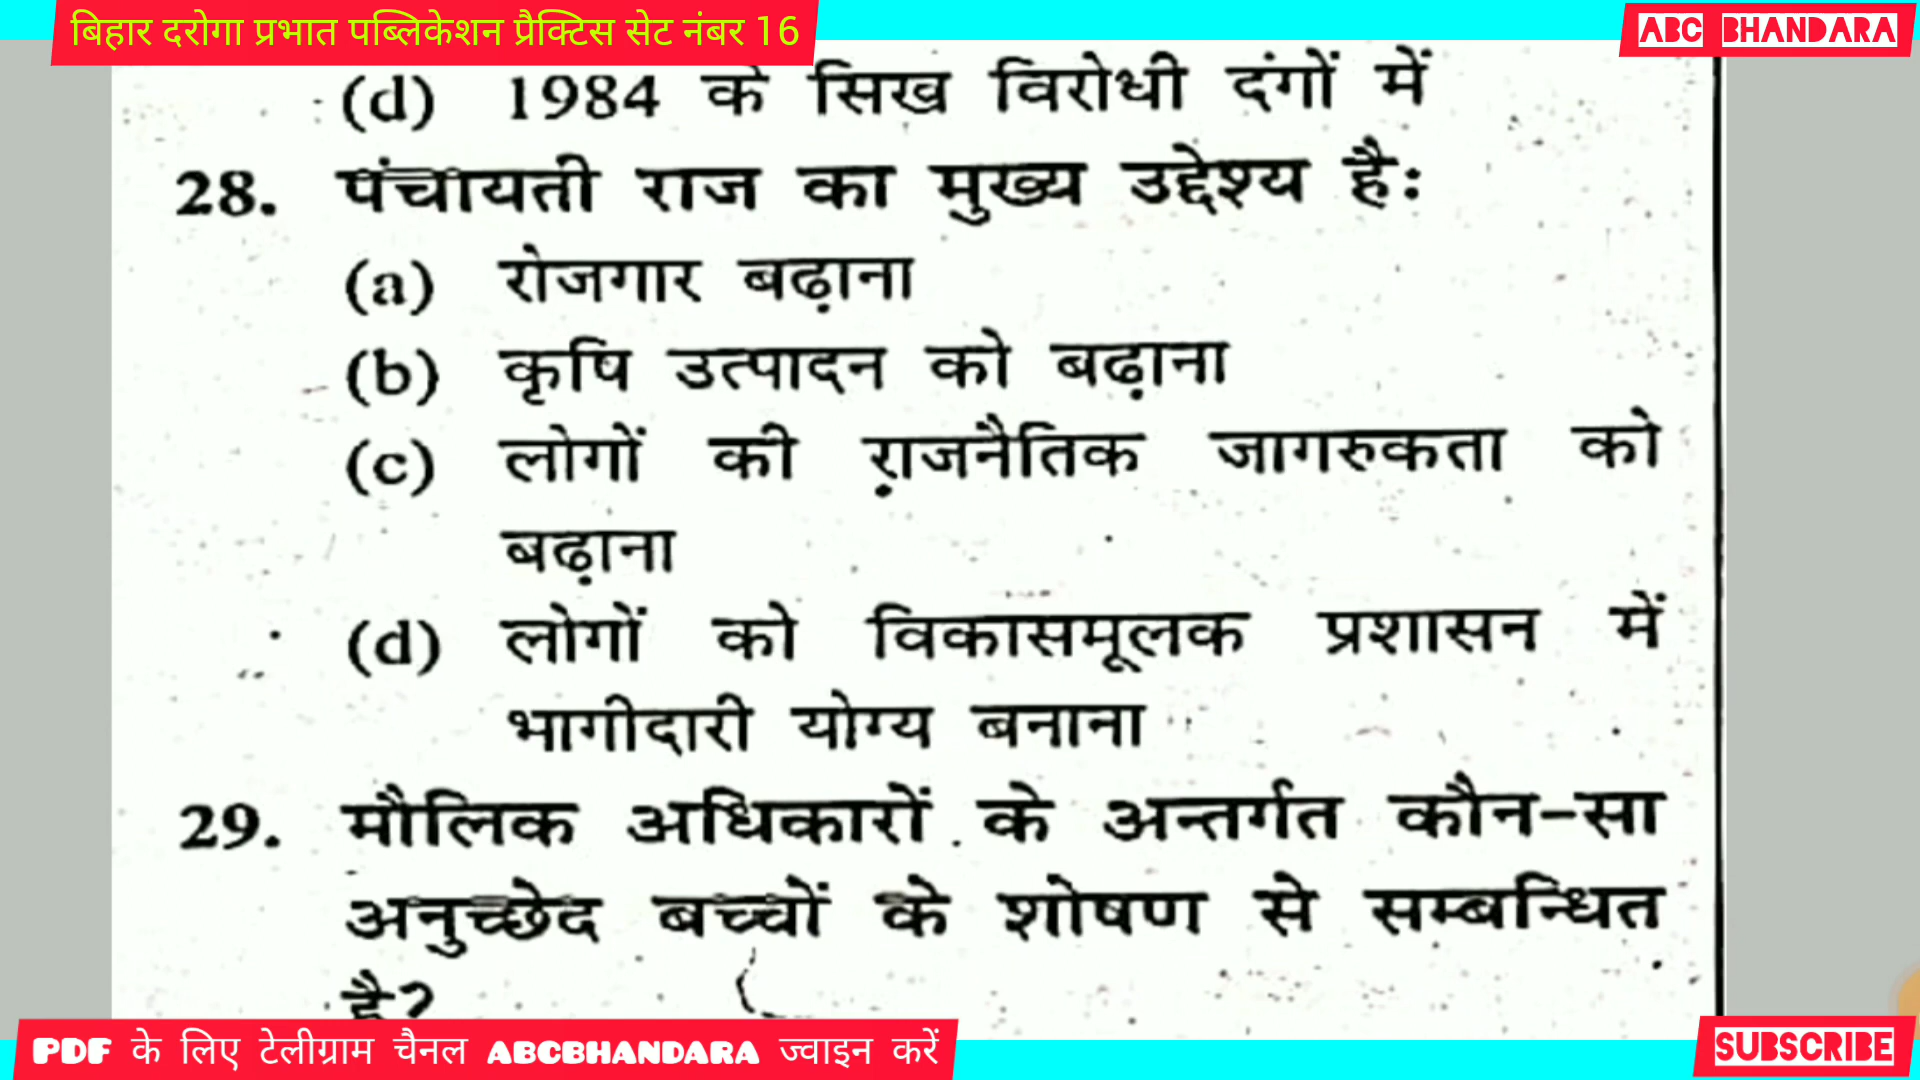 बिहार दरोगा प्रभात पब्लिकेशन प्रैक्टिस सेट नंबर 16
ABC BHANDARA
(d) 1984 के सिख विरोधी दंगों में
28. पंचायती राज का मुख्य उद्देश्य है:
(a) रोजगार बढ़ाना
(b) कृषि उत्पादन को बढ़ाना
(c) लोगों की राजनैतिक जागरुकता को
बढ़ाना
(d) लोगों को विकासमूलक प्रशासन में
भागीदारी योग्य बनाना
29. मौलिक अधिकारों के अन्तर्गत कौन-सा
अनुच्छेद बच्चों के शोषण से सम्बन्धित
है?
PDF के लिए टेलीग्राम चैनल ABCBHANDARA ज्वाइन करें
SUBSCRIBE